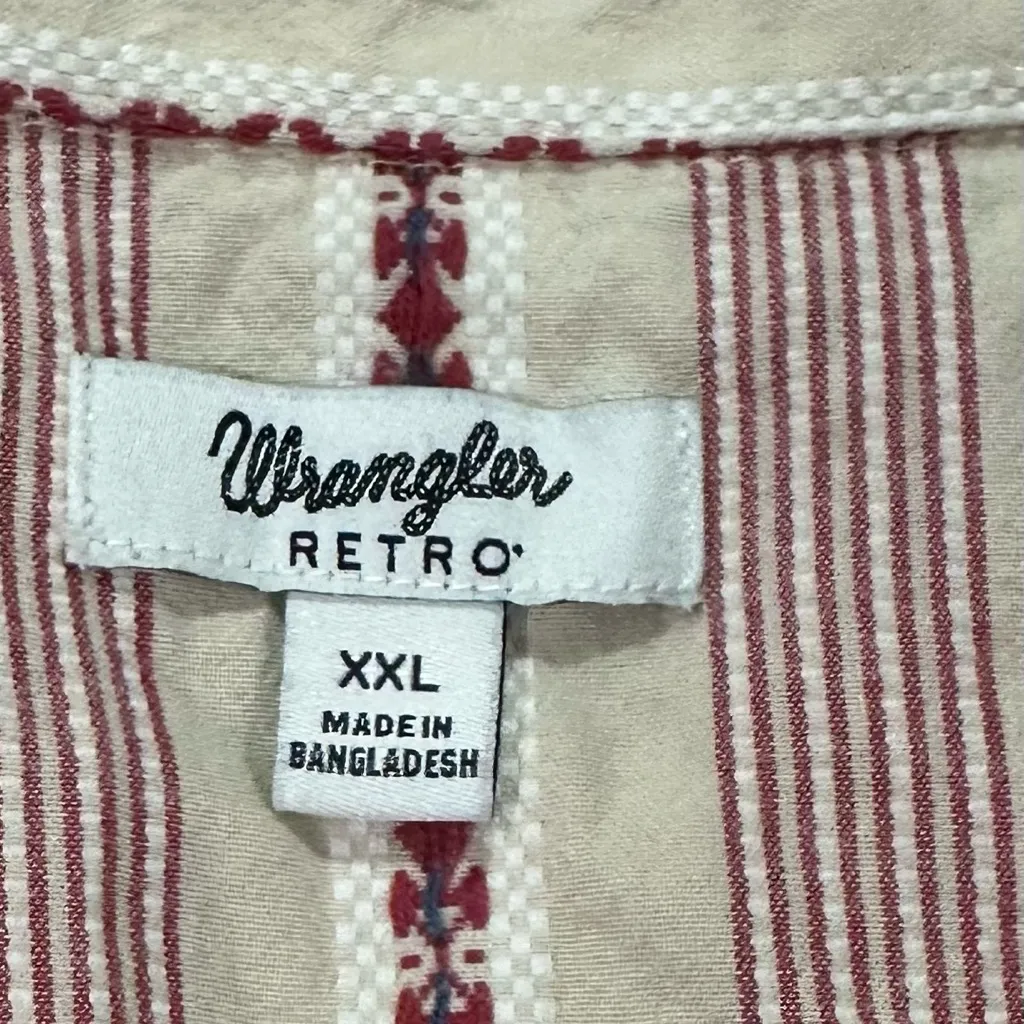 Wrangler
RETRO
XXL
MADE IN
BANGLADESH